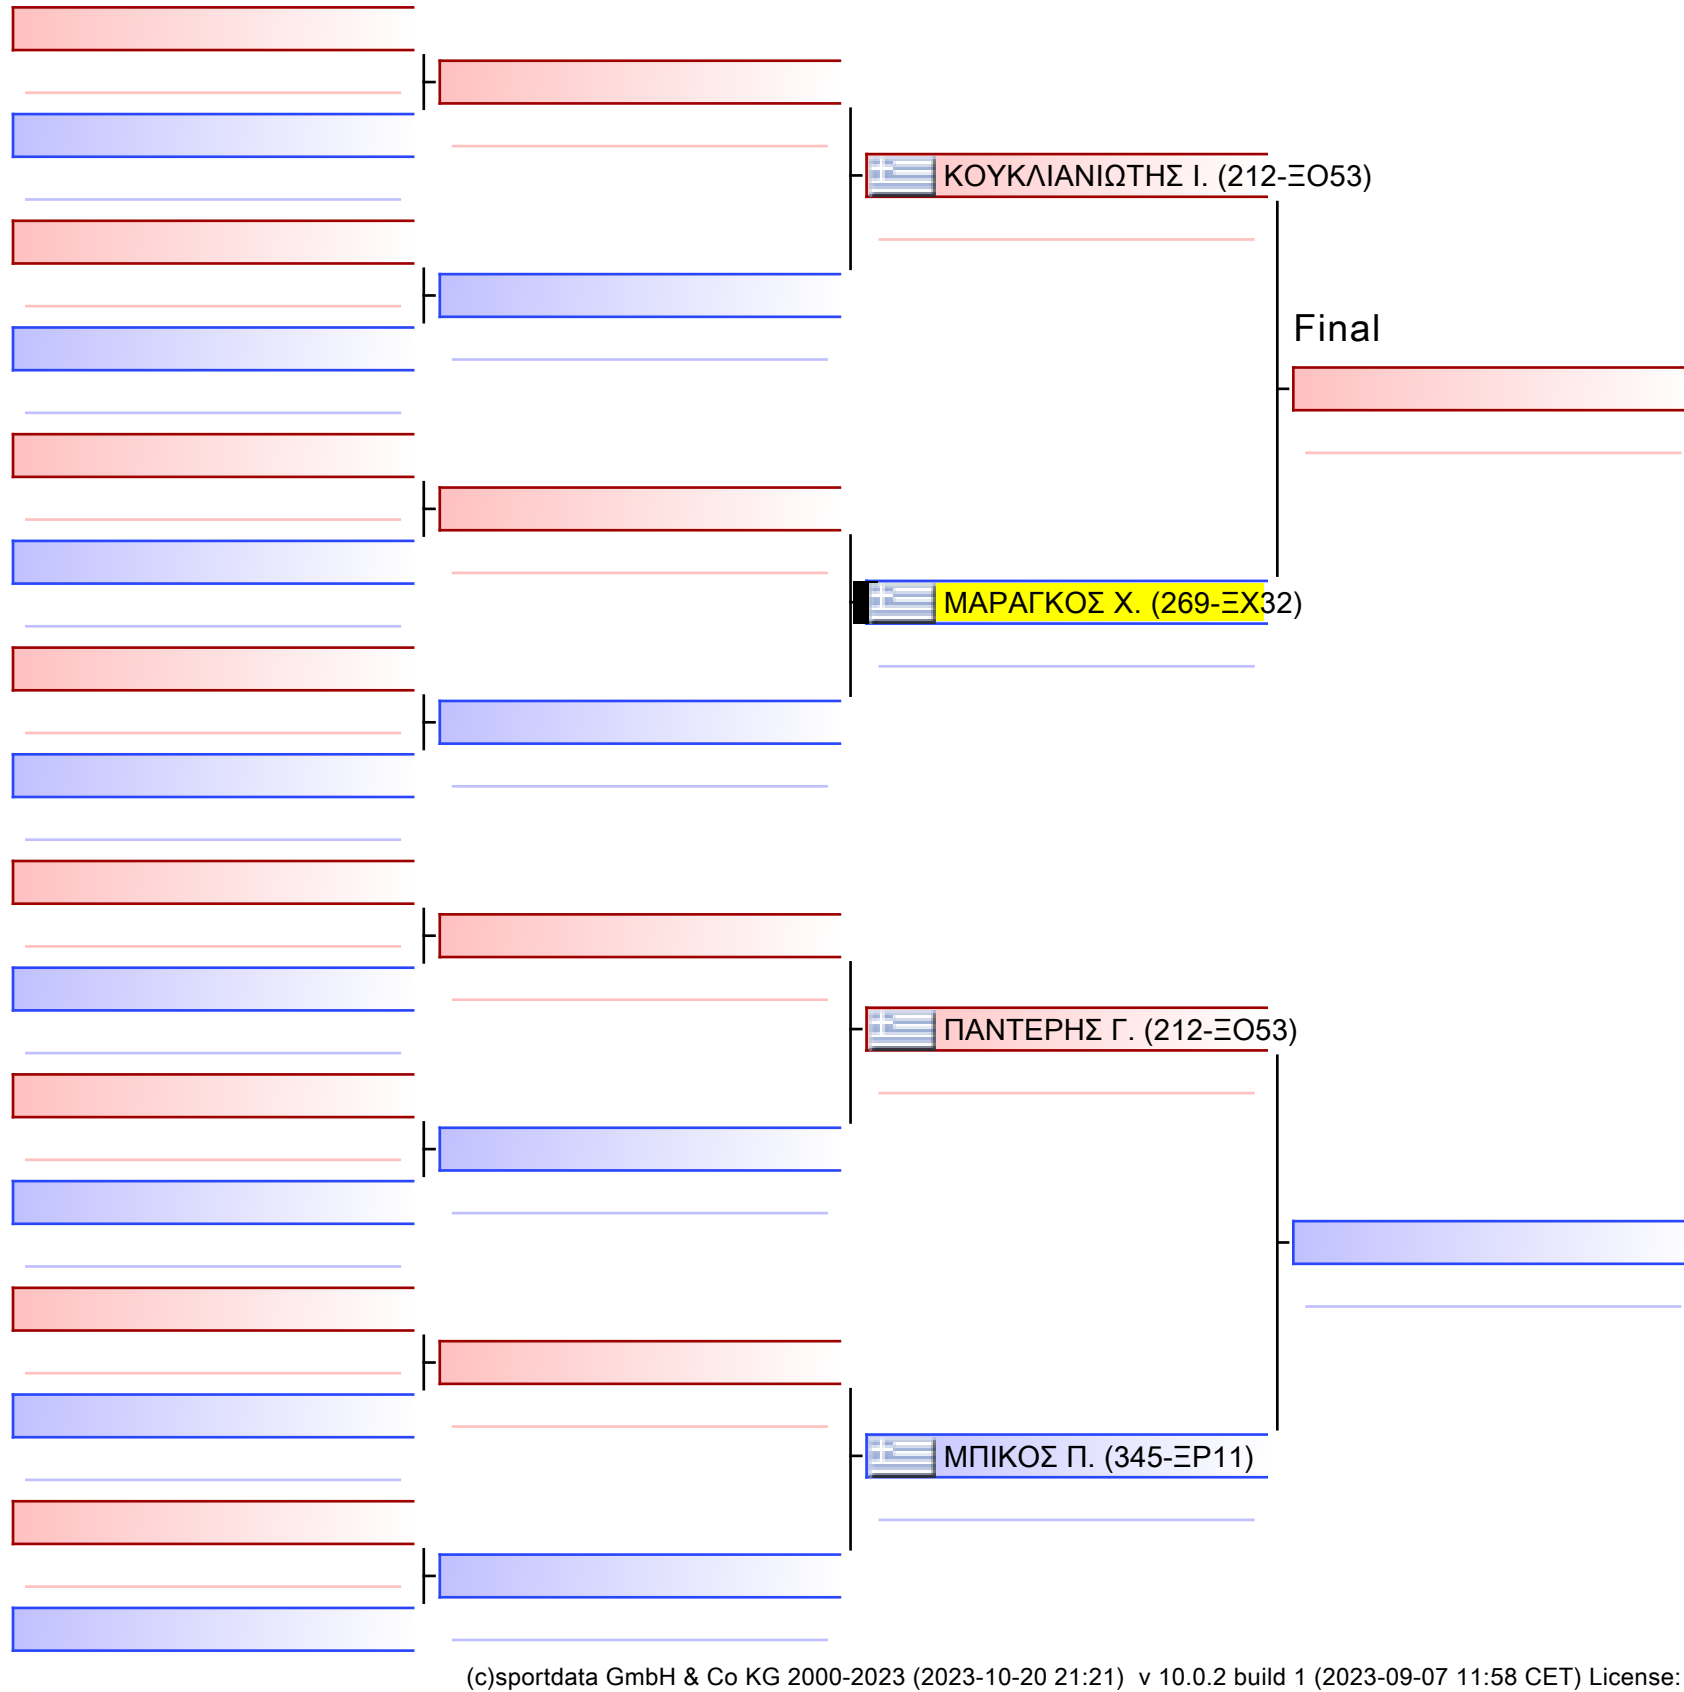 ΚΟΥΚΛΙΑΝΙΩΤΗΣ Ι. (212-ΞΟ53)
Final
ΜΑΡΑΓΚΟΣ Χ. (269-ΞΧ32)
ΠΑΝΤΕΡΗΣ Γ. (212-ΞΟ53)
ΜΠΙΚΟΣ Π. (345-ΞΡ11)
(c)sportdata GmbH & Co KG 2000-2023 (2023-10-20 21:21) v 10.0.2 build 1 (2023-09-07 11:58 CET) License: